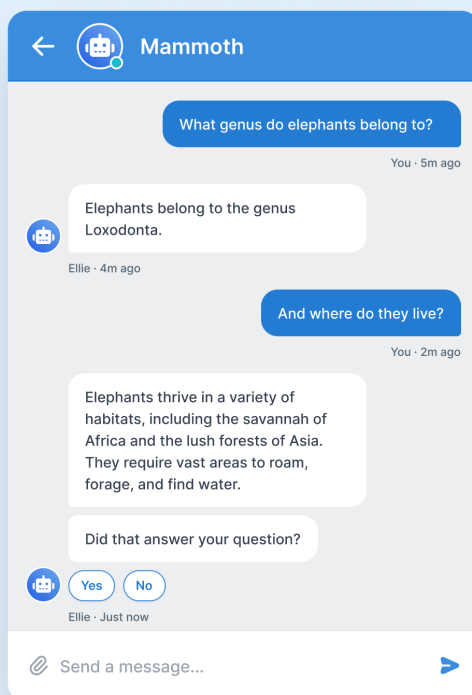 Mammoth
What genus do elephants belong to?
You · 5m ago
Elephants belong to the genus
Loxodonta.
Ellie · 4m ago
And where do they live?
You · 2m ago
Elephants thrive in a variety of
habitats, including the savannah of
Africa and the lush forests of Asia.
They require vast areas to roam,
forage, and find water.
Did that answer your question?
Yes No
Ellie · Just now
Send a message...